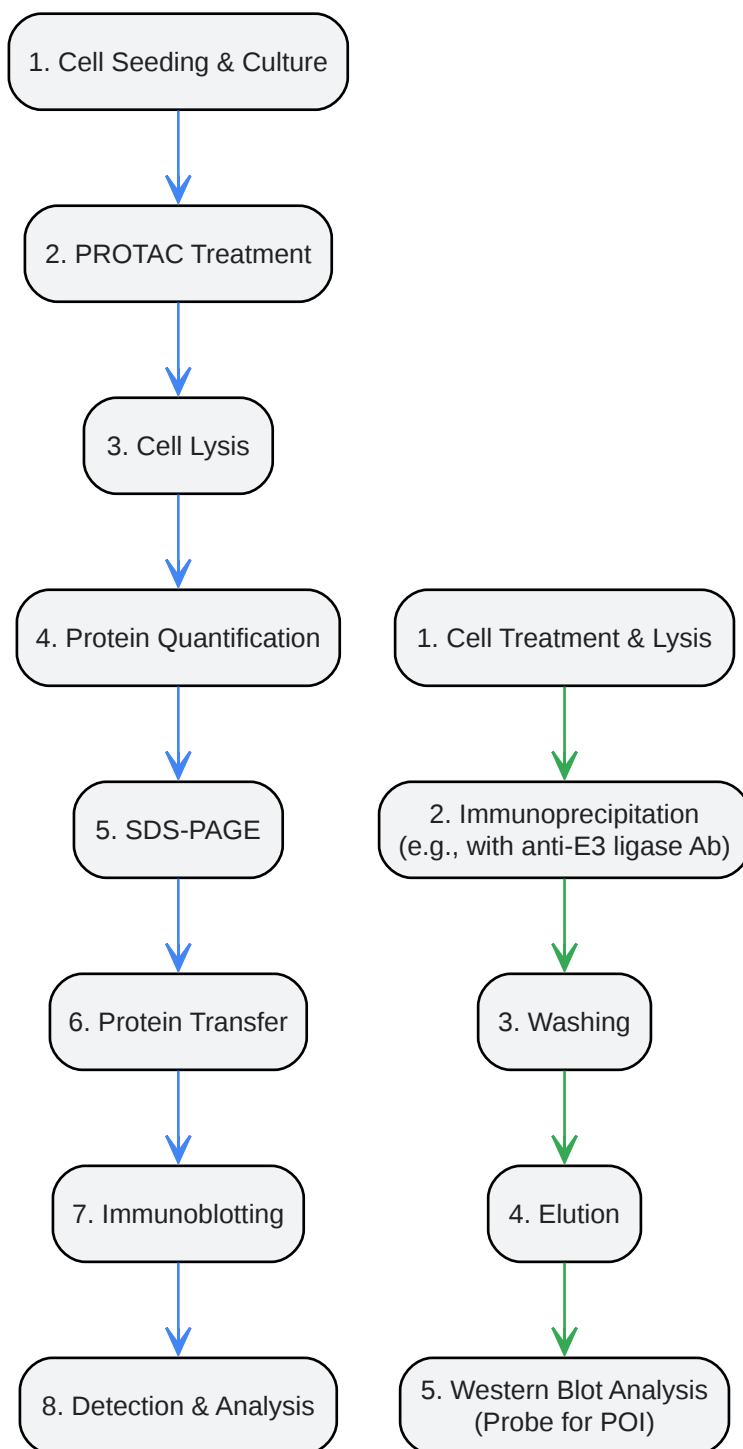 1. Cell Seeding & Culture
2. PROTAC Treatment
3. Cell Lysis
4. Protein Quantification
5. SDS-PAGE
6. Protein Transfer
7. Immunoblotting
8. Detection & Analysis
1. Cell Treatment & Lysis
2. Immunoprecipitation
(e.g., with anti-E3 ligase Ab)
3. Washing
4. Elution
5. Western Blot Analysis
(Probe for POI)